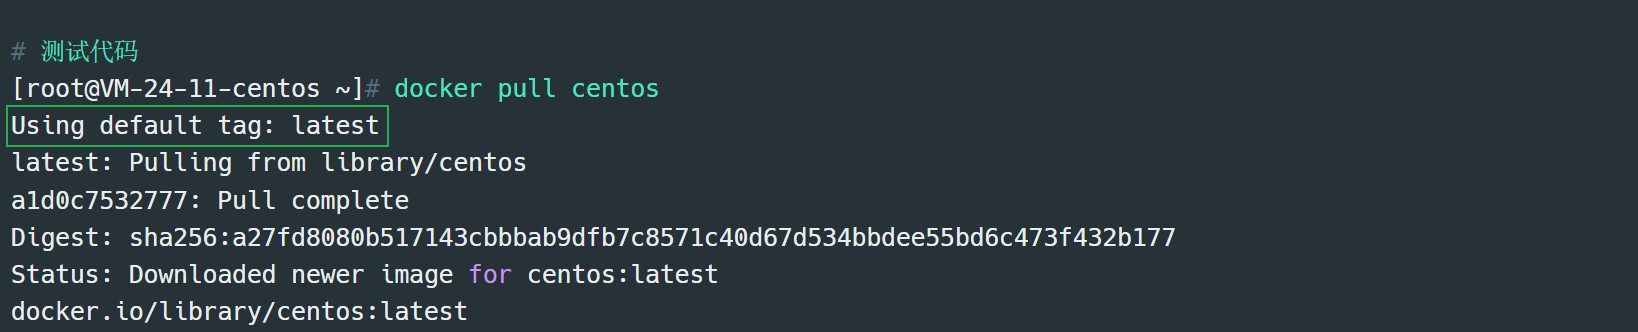 # 测试代码
[root@VM-24-11-centos ~]# docker pull centos
Using default tag: latest
latest: Pulling from library/centos
a1d0c7532777: Pull complete
Digest: sha256:a27fd8080b517143cbbbab9dfb7c8571c40d67d534bbdee55bd6c473f432b177
Status: Downloaded newer image for centos:latest
docker.io/library/centos:latest